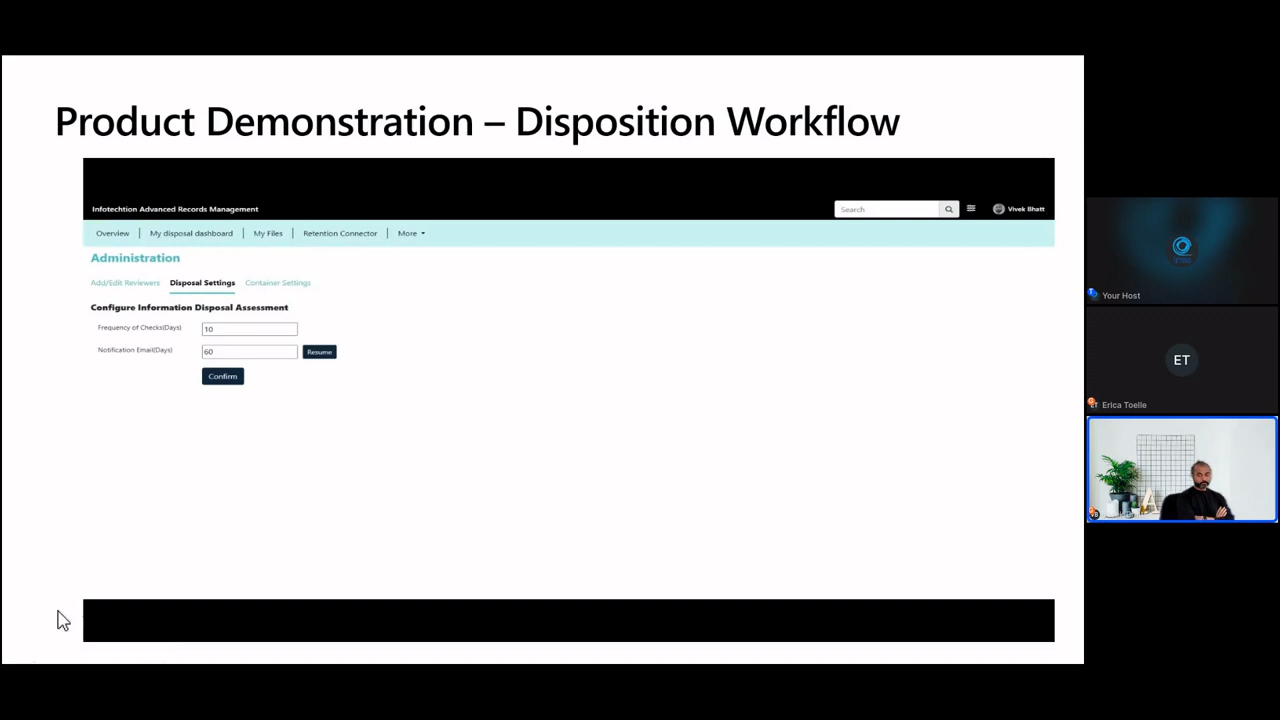 Product Demonstration – Disposition Workflow
Infotechtion Advanced Records Management
Search
Vivek Bhatt
Overview
My disposal dashboard
My Files
Retention Connector
More
Administration
Add/Edit Reviewers
Disposal Settings
Container Settings
Configure Information Disposal Assessment
Frequency of Checks(Days)
10
Notification Email(Days)
60
Resume
Confirm
Your Host
ET
ET
Erica Toelle
A
VB